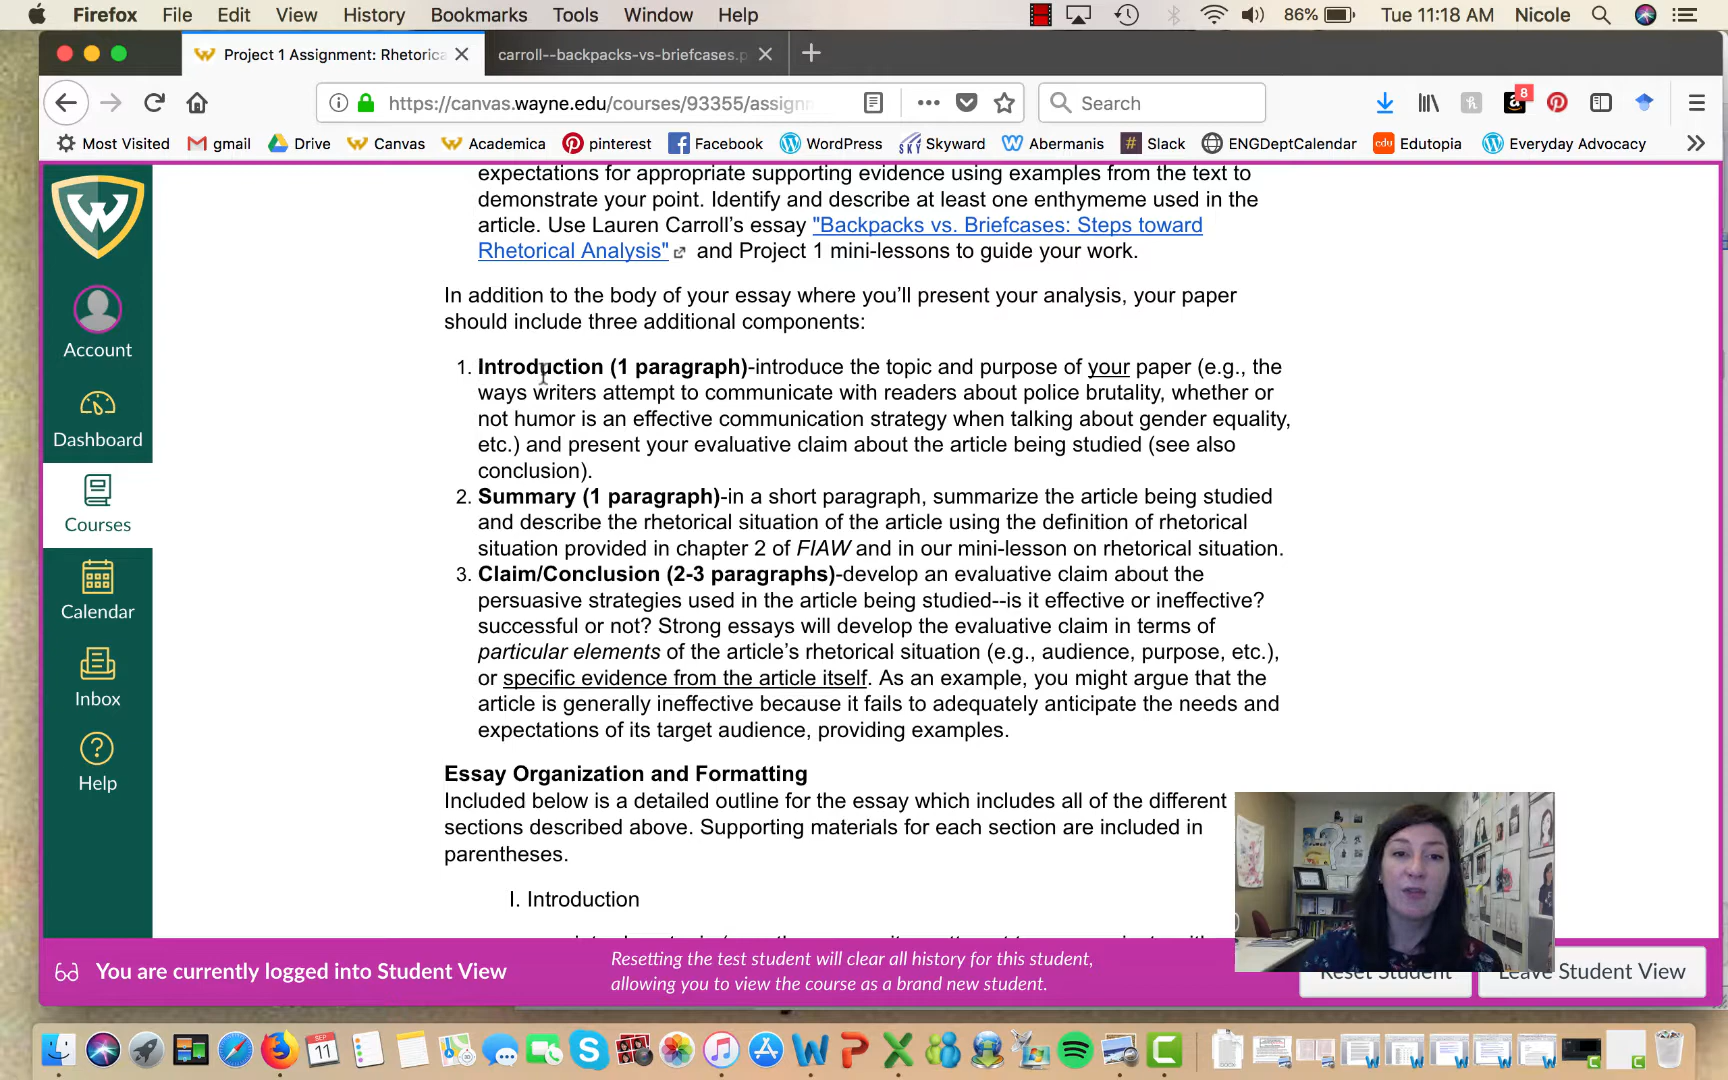 Firefox File Edit View History Bookmarks Tools Window Help 86% Tue 11:18 AM Nicole
Project 1 Assignment: Rhetorica
carroll--backpacks-vs-briefcases.p
https://canvas.wayne.edu/courses/93355/assignm
Search
8
Most Visited gmail Drive Canvas Academica pinterest Facebook WordPress Skyward Abermanis Slack ENGDeptCalendar Edutopia Everyday Advocacy
expectations for appropriate supporting evidence using examples from the text to
demonstrate your point. Identify and describe at least one enthymeme used in the
article. Use Lauren Carroll's essay "Backpacks vs. Briefcases: Steps toward
Rhetorical Analysis" and Project 1 mini-lessons to guide your work.
In addition to the body of your essay where you'll present your analysis, your paper
should include three additional components:
1. Introduction (1 paragraph)-introduce the topic and purpose of your paper (e.g., the
ways writers attempt to communicate with readers about police brutality, whether or
not humor is an effective communication strategy when talking about gender equality,
etc.) and present your evaluative claim about the article being studied (see also
conclusion).
2. Summary (1 paragraph)-in a short paragraph, summarize the article being studied
and describe the rhetorical situation of the article using the definition of rhetorical
situation provided in chapter 2 of FIAW and in our mini-lesson on rhetorical situation.
3. Claim/Conclusion (2-3 paragraphs)-develop an evaluative claim about the
persuasive strategies used in the article being studied--is it effective or ineffective?
successful or not? Strong essays will develop the evaluative claim in terms of
particular elements of the article's rhetorical situation (e.g., audience, purpose, etc.),
or specific evidence from the article itself. As an example, you might argue that the
article is generally ineffective because it fails to adequately anticipate the needs and
expectations of its target audience, providing examples.
Essay Organization and Formatting
Included below is a detailed outline for the essay which includes all of the different
sections described above. Supporting materials for each section are included in
parentheses.
I. Introduction
Account
Dashboard
Courses
Calendar
Inbox
Help
You are currently logged into Student View
Resetting the test student will clear all history for this student,
allowing you to view the course as a brand new student.
Reset Student
Leave Student View
SEP
11